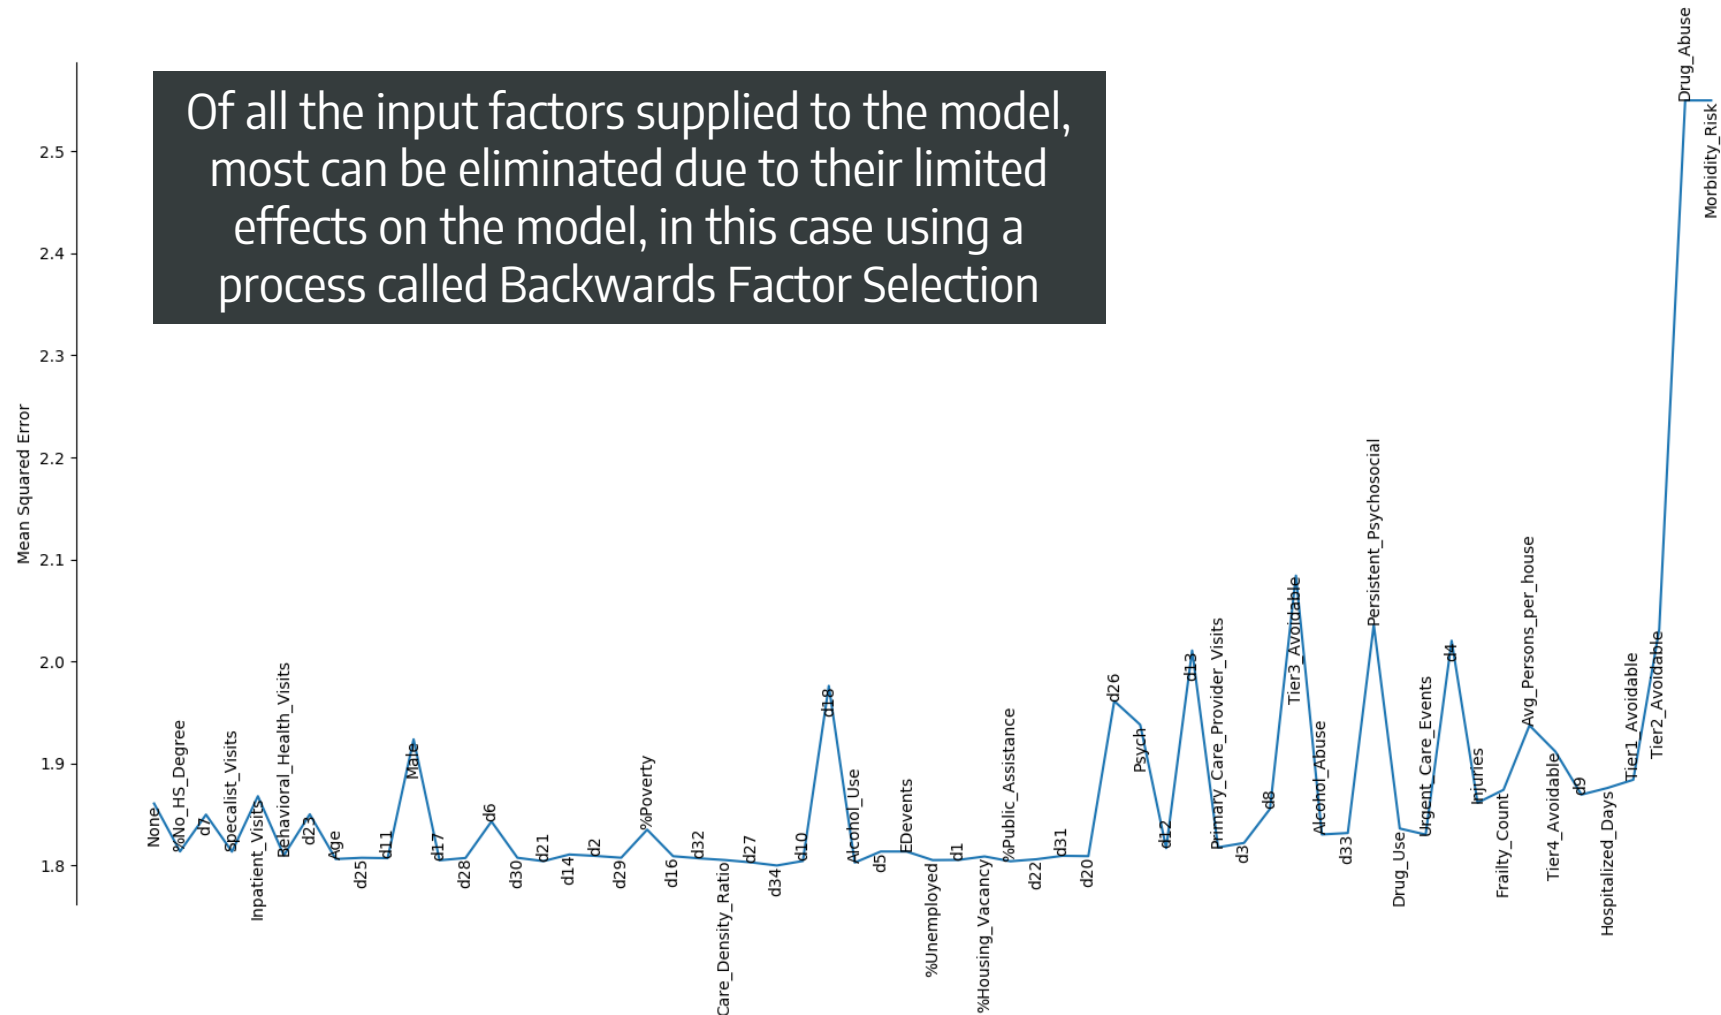 Of all the input factors supplied to the model,
most can be eliminated due to their limited
effects on the model, in this case using a
process called Backwards Factor Selection
Mean Squared Error
2.5
2.4
2.3
2.2
2.1
2.0
1.9
1.8
None
%No_HS_Degree
d7
Specalist_Visits
Inpatient_Visits
Behavioral_Health_Visits
d23
Age
d25
d11
Male
d17
d28
d6
d30
d21
d14
d2
d29
%Poverty
d16
d32
Care_Density_Ratio
d27
d34
d10
d18
Alcohol_Use
d5
EDevents
%Unemployed
d1
%Housing_Vacancy
%Public_Assistance
d22
d31
d20
d26
Psych
d12
d13
Primary_Care_Provider_Visits
d3
d8
Tier3_Avoidable
Alcohol_Abuse
d33
Persistent_Psychosocial
Drug_Use
Urgent_Care_Events
d4
Injuries
Frailty_Count
Avg_Persons_per_house
Tier4_Avoidable
d9
Hospitalized_Days
Tier1_Avoidable
Tier2_Avoidable
Drug_Abuse
Morbidity_Risk